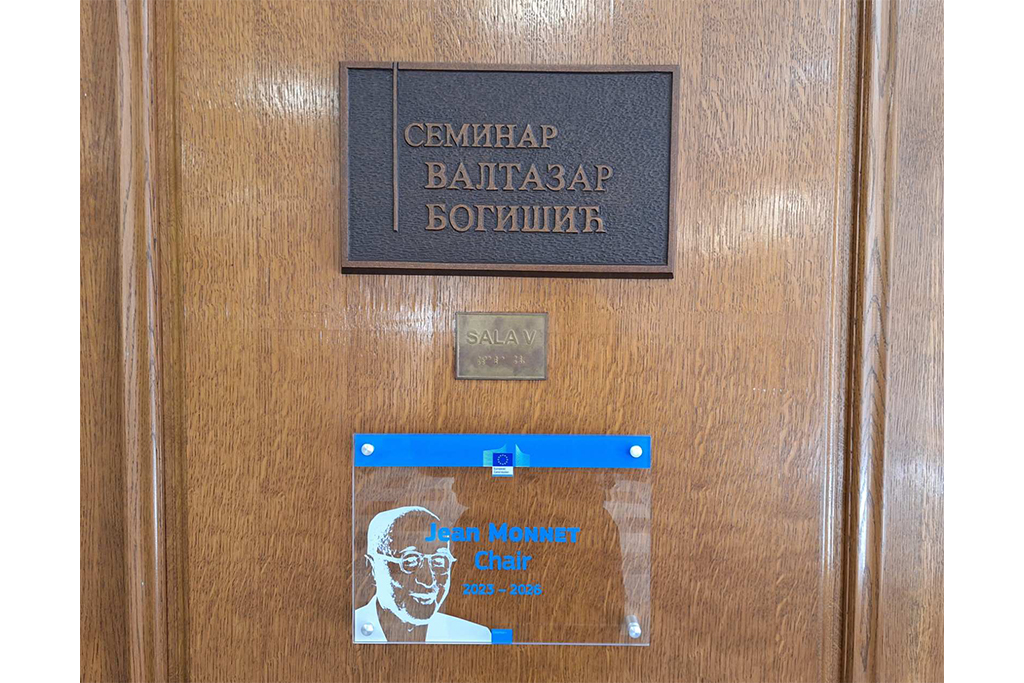 СЕМИНАР
ВАЛТАЗАР
БОГИШИЋ
SALA V
Jean MONNET
Chair
2023 – 2026